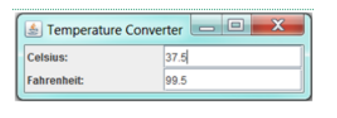 Temperature Converter
Celsius: 37.5
Fahrenheit: 99.5